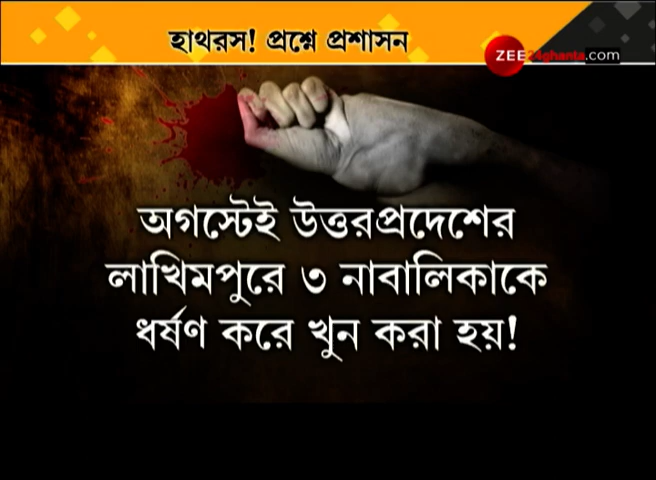 হাথরস! প্রশ্নে প্রশাসন
ZEE24ghanta.com
অগস্টেই উত্তরপ্রদেশের
লাখিমপুরে ৩ নাবালিকাকে
ধর্ষণ করে খুন করা হয়!